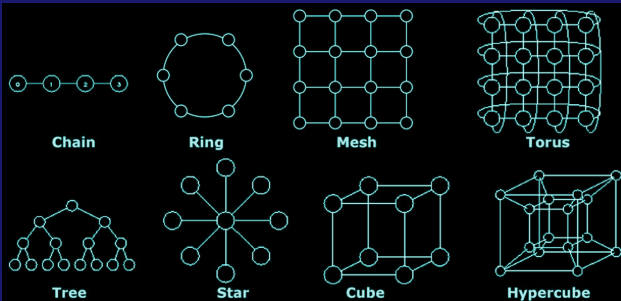 0 1 2 3
Chain Ring Mesh Torus
Tree Star Cube Hypercube